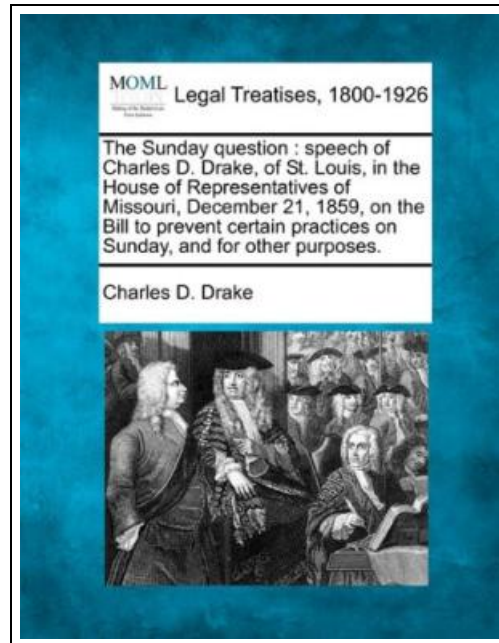 MOML
Legal Treatises, 1800-1926
The Sunday question : speech of
Charles D. Drake, of St. Louis, in the
House of Representatives of
Missouri, December 21, 1859, on the
Bill to prevent certain practices on
Sunday, and for other purposes.
Charles D. Drake